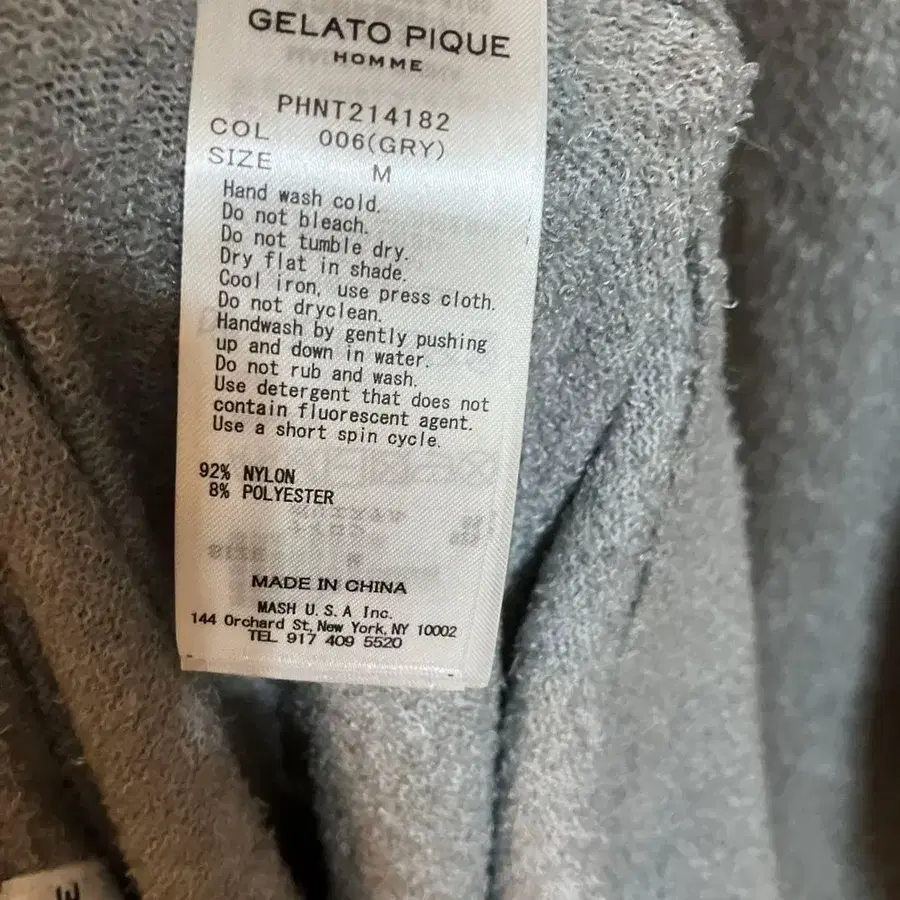 GELATO PIQUE
HOMME
PHNT214182
COL 006(GRY)
SIZE M
Hand wash cold.
Do not bleach.
Do not tumble dry.
Dry flat in shade.
Cool iron, use press cloth.
Do not dryclean.
Handwash by gently pushing
up and down in water.
Do not rub and wash.
Use detergent that does not
contain fluorescent agent.
Use a short spin cycle.
92% NYLON
8% POLYESTER
MADE IN CHINA
MASH U.S.A Inc.
144 Orchard St, New York, NY 10002
TEL 917 409 5520